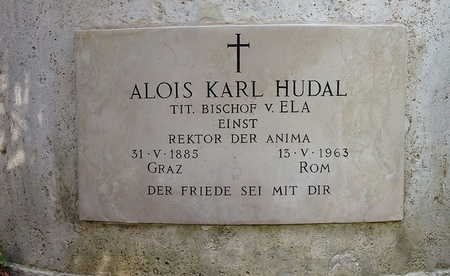 ALOIS KARL HUDAL
TIT. BISCHOF V. ELA
EINST
REKTOR DER ANIMA
31·V·1885 13·V·1963
GRAZ ROM
DER FRIEDE SEI MIT DIR